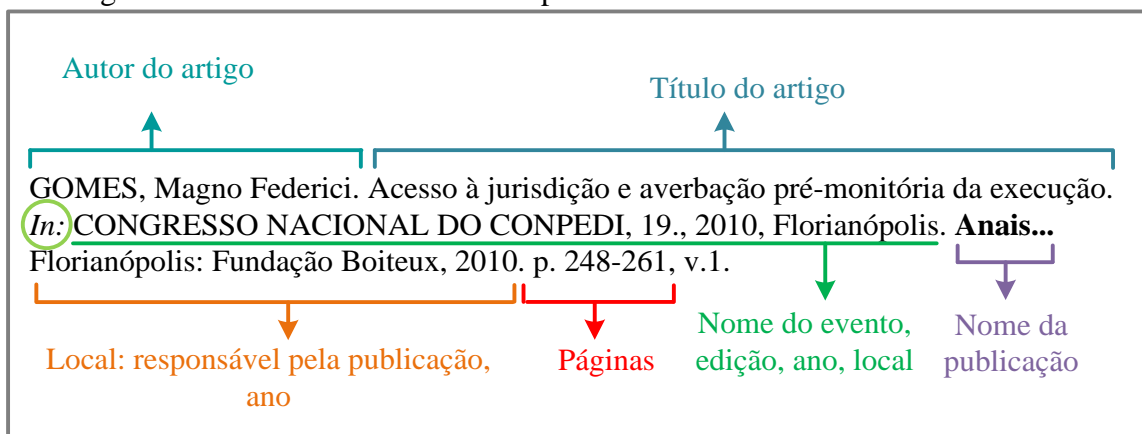 Autor do artigo
Título do artigo
GOMES, Magno Federici. Acesso à jurisdição e averbação pré-monitória da execução.
In: CONGRESSO NACIONAL DO CONPEDI, 19., 2010, Florianópolis. Anais...
Florianópolis: Fundação Boiteux, 2010. p. 248-261, v.1.
Local: responsável pela publicação,
ano
Páginas
Nome do evento,
edição, ano, local
Nome da
publicação